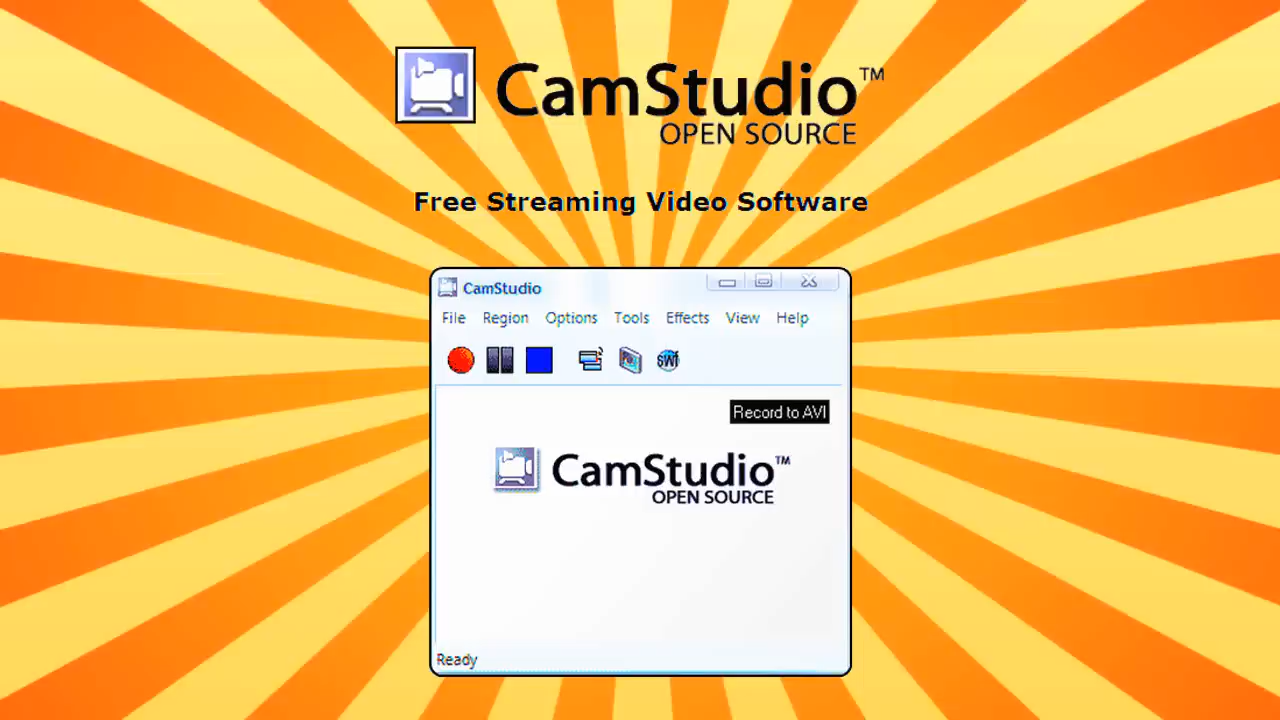 CamStudio™
OPEN SOURCE
Free Streaming Video Software
CamStudio
File Region Options Tools Effects View Help
swf
Record to AVI
CamStudio™
OPEN SOURCE
Ready